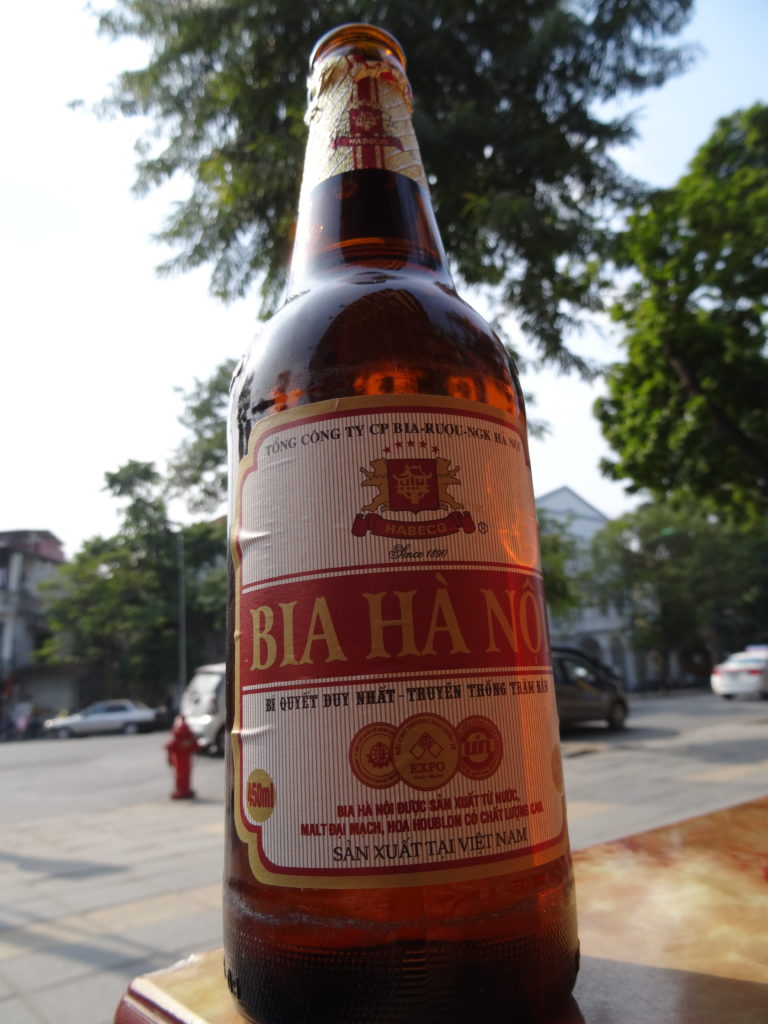 HABECO
TỔNG CÔNG TY CP BIA-RƯỢU-NGK HÀ
HABECO ®
Since 1890
BIA HÀ NỘ
BÍ QUYẾT DUY NHẤT - TRUYỀN THỐNG TRĂM NĂM
EXPO
450ml
BIA HÀ NỘI ĐƯỢC SẢN XUẤT TỪ NƯỚC,
MALT ĐẠI MẠCH, HOA HOUBLON CÓ CHẤT LƯỢNG CAO.
SẢN XUẤT TẠI VIỆT NAM